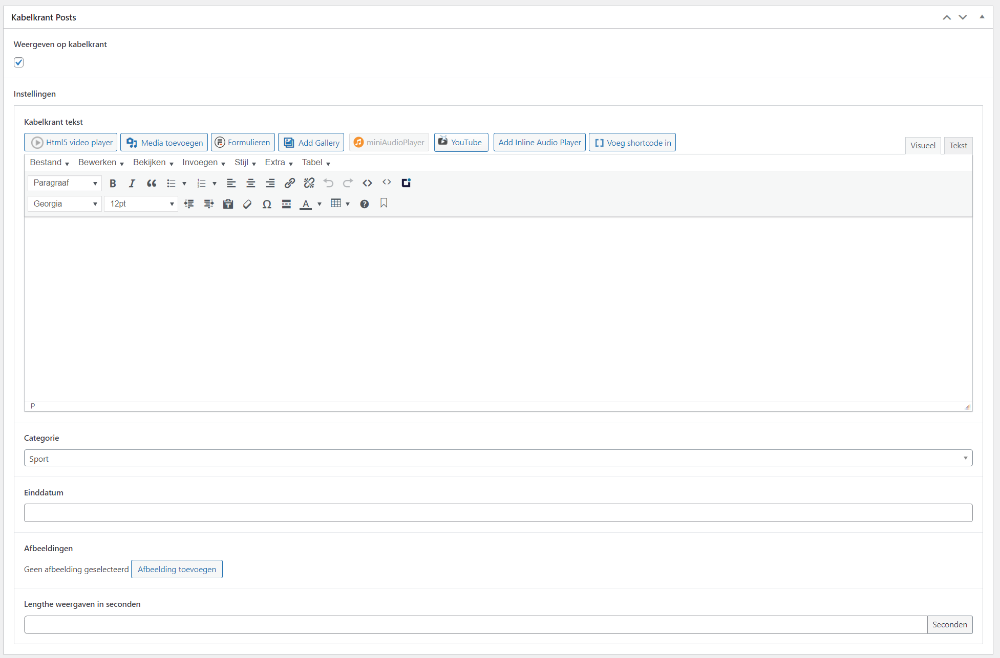 Kabelkrant Posts
Weergeven op kabelkrant
Instellingen
Kabelkrant tekst
Html5 video player Media toevoegen Formulieren Add Gallery miniAudioPlayer YouTube Add Inline Audio Player Voeg shortcode in Visueel Tekst
Bestand Bewerken Bekijken Invoegen Stijl Extra Tabel
Paragraaf
Georgia 12pt
P
Categorie
Sport
Einddatum
Afbeeldingen
Geen afbeelding geselecteerd Afbeelding toevoegen
Lengthe weergaven in seconden
Seconden